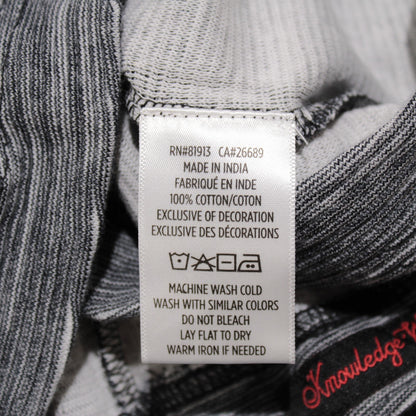 RN#81913 CA#26689
MADE IN INDIA
FABRIQUÉ EN INDE
100% COTTON/COTON
EXCLUSIVE OF DECORATION
EXCLUSIVE DES DÉCORATIONS
MACHINE WASH COLD
WASH WITH SIMILAR COLORS
DO NOT BLEACH
LAY FLAT TO DRY
WARM IRON IF NEEDED
Knowledge